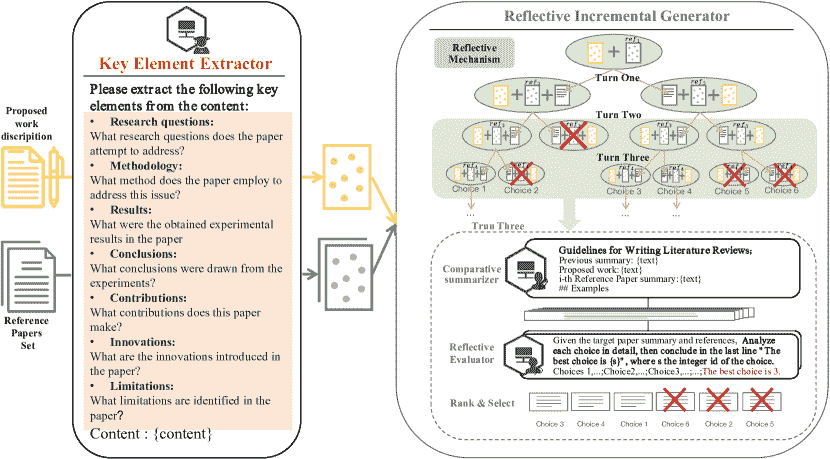 Proposed
work
discripition
Reference
Papers
Set
Key Element Extractor
Please extract the following key
elements from the content:
• Research questions:
What research questions does the paper
attempt to address?
• Methodology:
What method does the paper employ to
address this issue?
• Results:
What were the obtained experimental
results in the paper
• Conclusions:
What conclusions were drawn from the
experiments?
• Contributions:
What contributions does this paper
make?
• Innovations:
What are the innovations introduced in
the paper?
• Limitations:
What limitations are identified in the
paper?
Content : {content}
Reflective Incremental Generator
Reflective
Mechanism
Turn One
Turn Two
Turn Three
Choice 1
Choice 2
Choice 3
Choice 4
Choice 5
Choice 6
...
...
...
Trun Three
Comparative
summarizer
Guidelines for Writing Literature Reviews;
Previous summary: {text}
Proposed work: {text}
i-th Reference Paper summary:{text}
## Examples
Reflective
Evaluator
Given the target paper summary and references, Analyze
each choice in detail, then conclude in the last line " The
best choice is {s}" , where s the integer id of the choice.
Choices 1,...;Choice2,...;Choice3,...;...;The best choice is 3.
Rank & Select
Choice 3
Choice 4
Choice 1
Choice 6
Choice 2
Choice 5